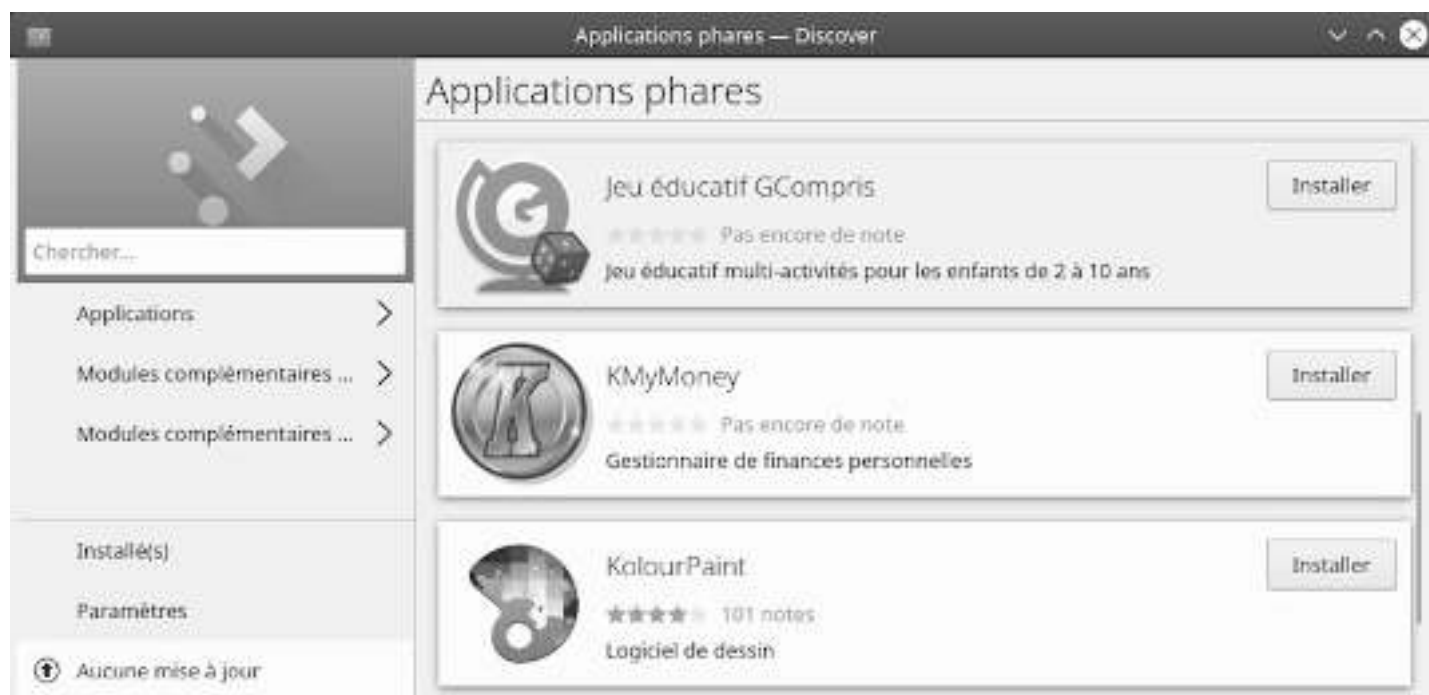 Applications phares — Discover
Applications phares
Chercher...
Applications
Modules complémentaires ...
Modules complémentaires ...
Installé(s)
Paramètres
Aucune mise à jour
Jeu éducatif GCompris
Installer
Pas encore de note
Jeu éducatif multi-activités pour les enfants de 2 à 10 ans
KMyMoney
Installer
Pas encore de note
Gestionnaire de finances personnelles
KolourPaint
Installer
101 notes
Logiciel de dessin